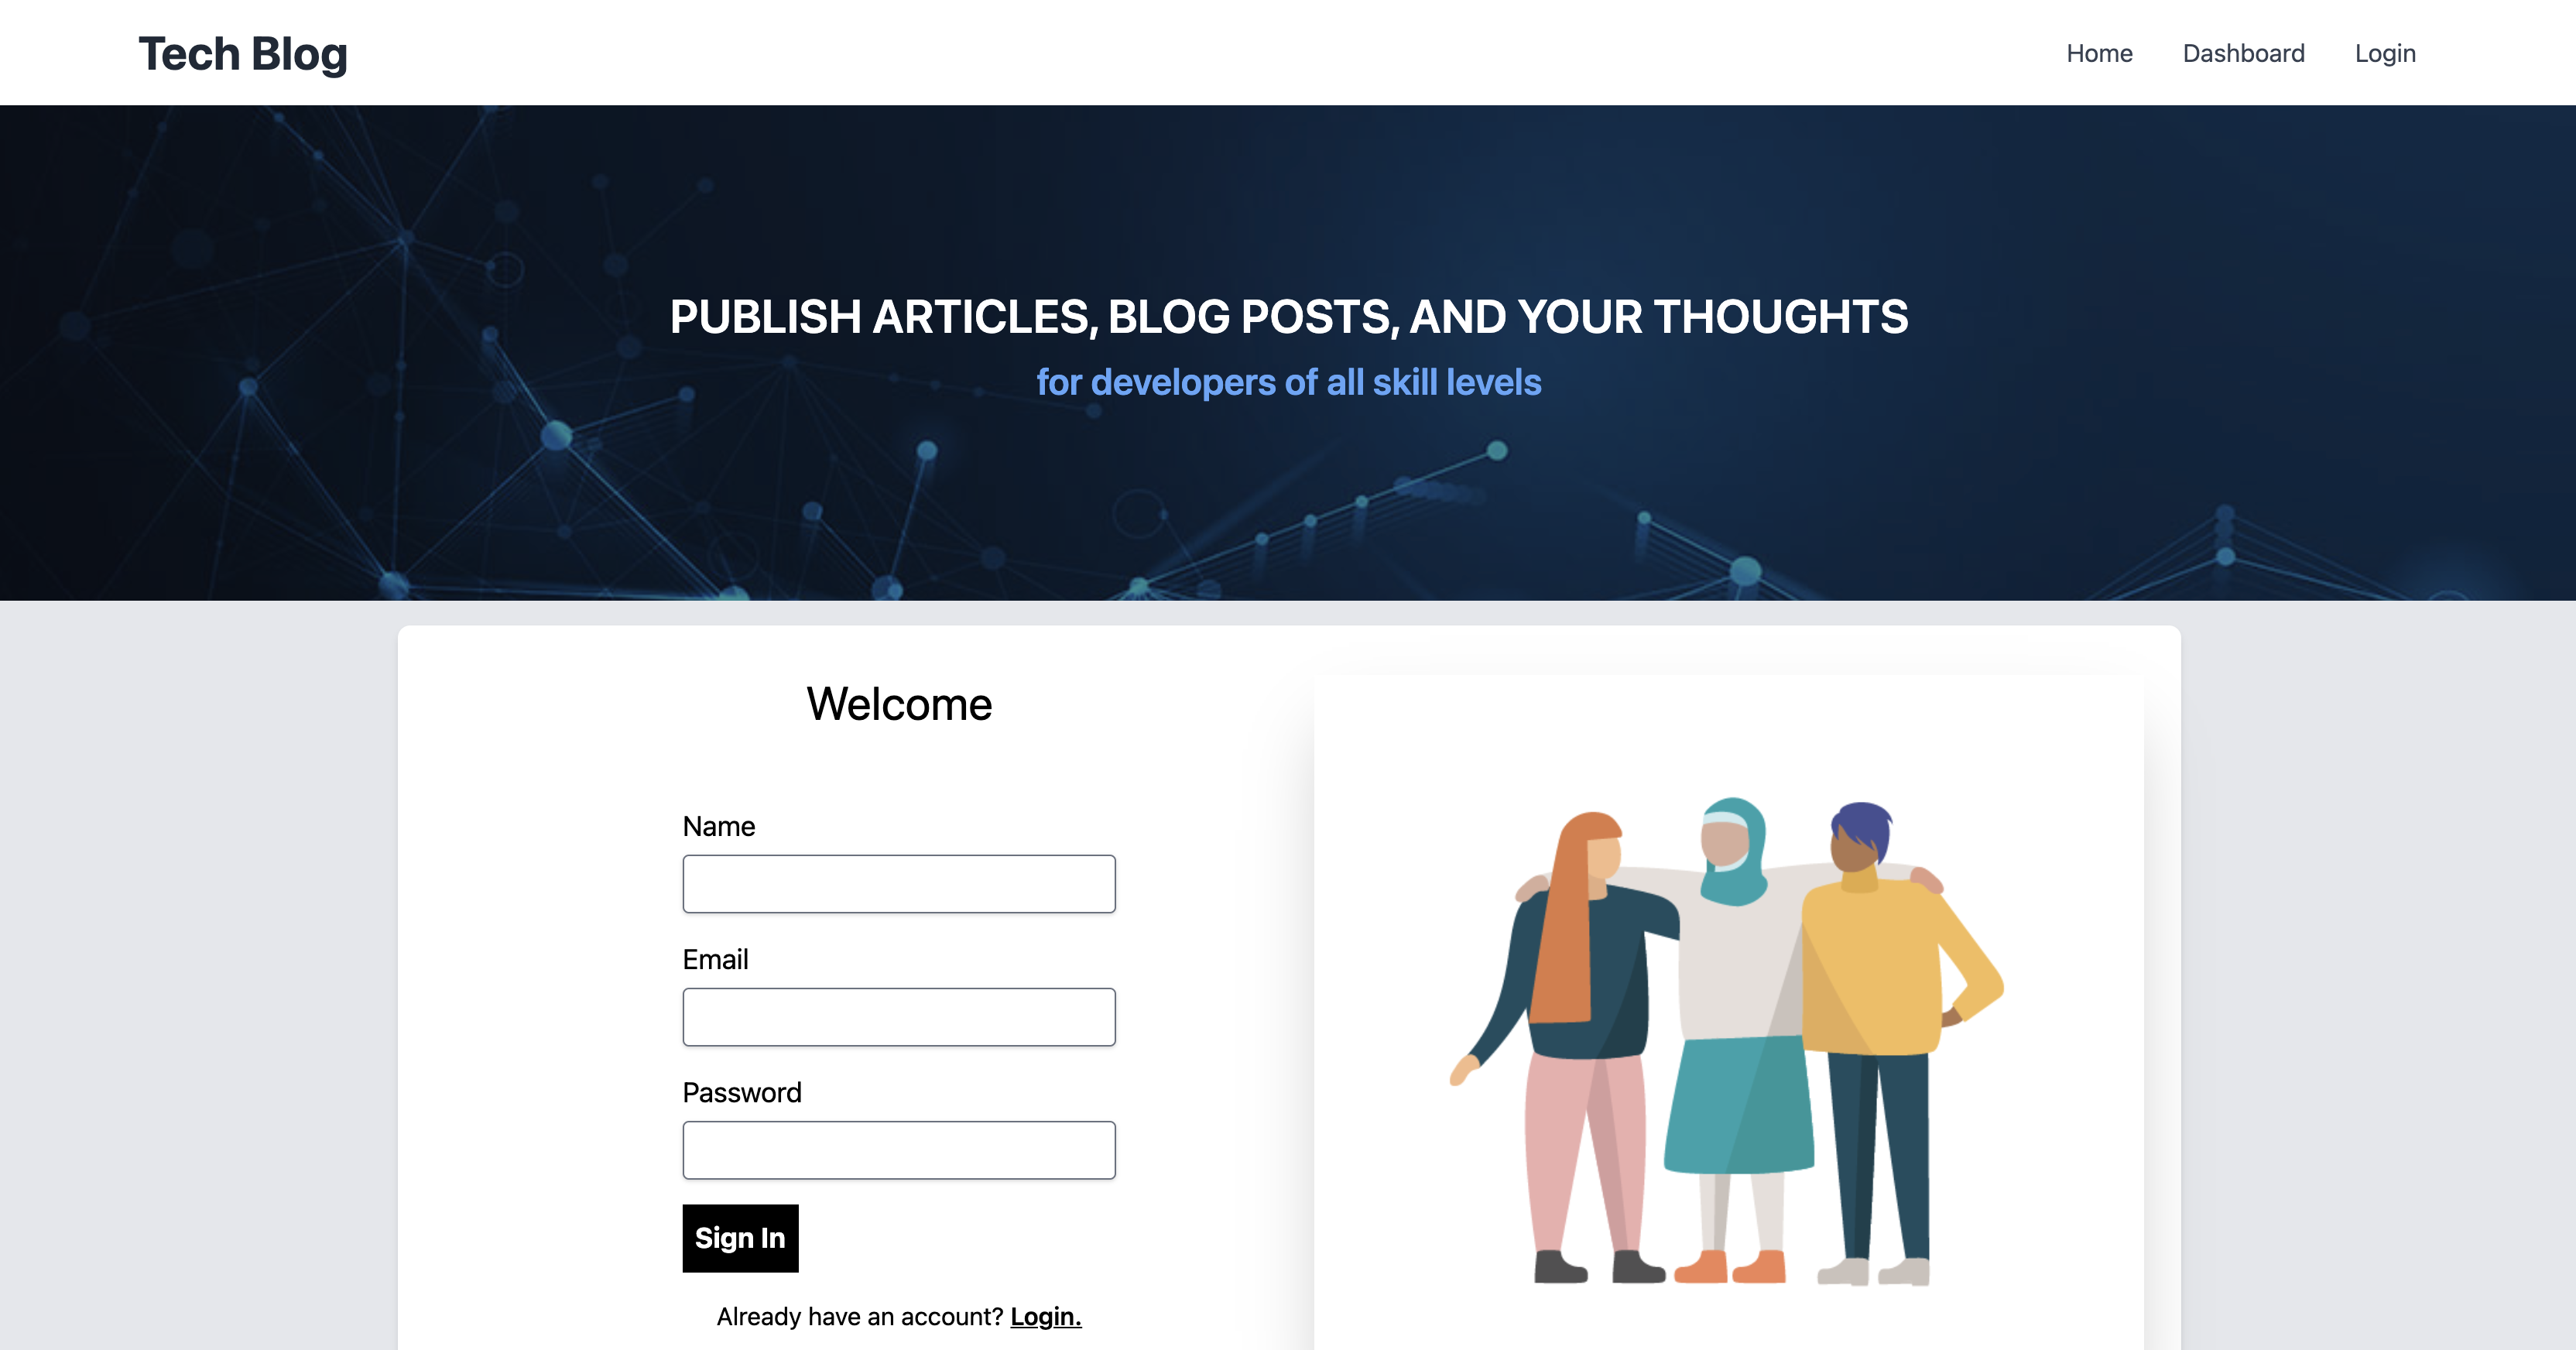 Tech Blog
Home Dashboard Login
PUBLISH ARTICLES, BLOG POSTS, AND YOUR THOUGHTS
for developers of all skill levels
Welcome
Name
Email
Password
Sign In
Already have an account? Login.